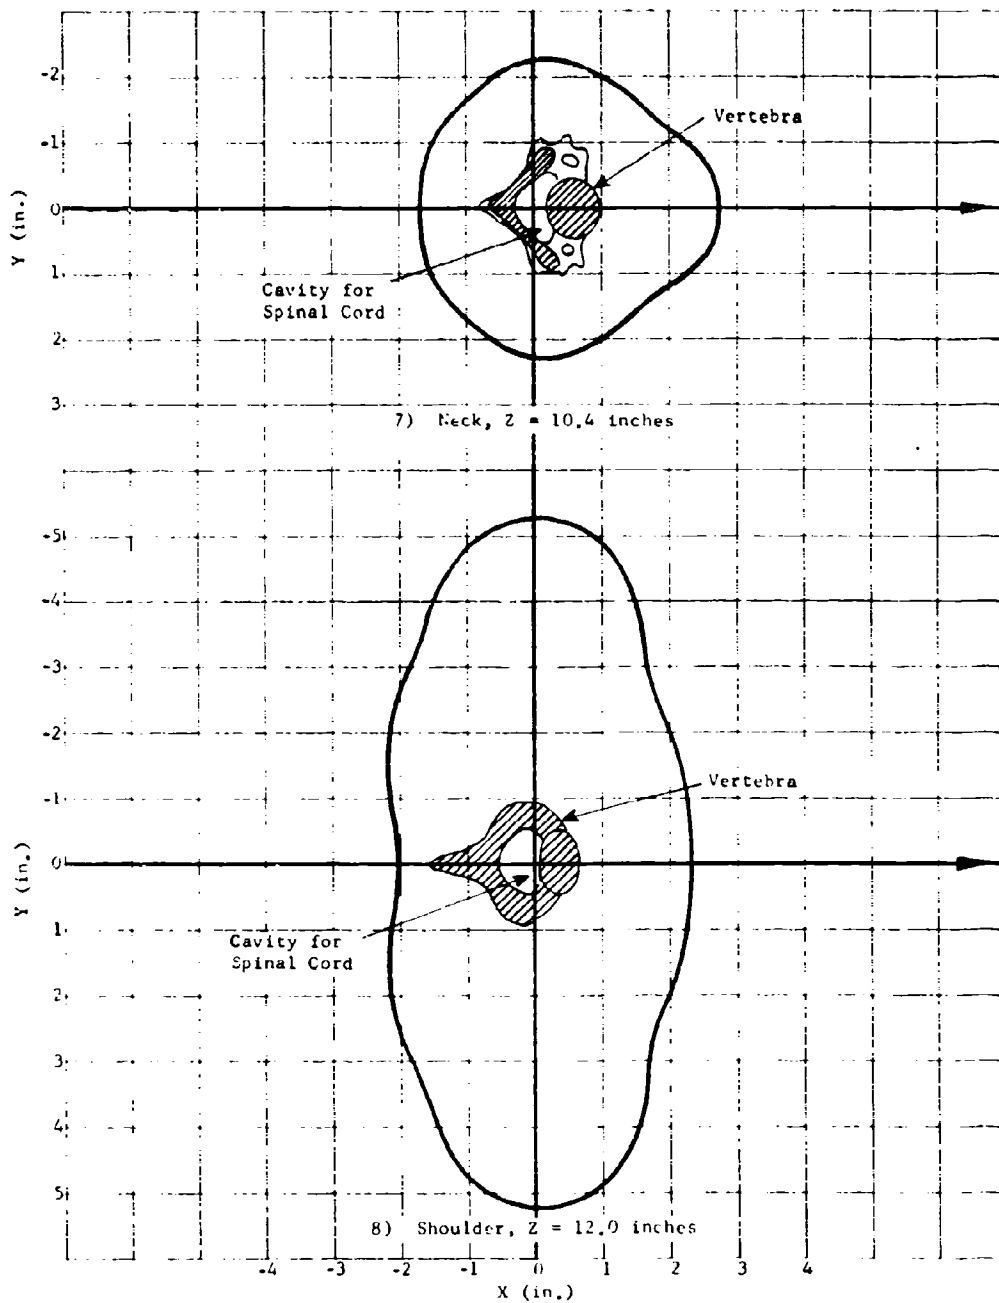 -2
-1
Vertebra
0
Y (in.)
1
Cavity for
Spinal Cord
2
3
7) Neck, Z = 10.4 inches
-5
-4
-3
-2
-1
Vertebra
0
Y (in.)
1
Cavity for
Spinal Cord
2
3
4
5
8) Shoulder, Z = 12.0 inches
-4 -3 -2 -1 0 1 2 3 4
X (in.)